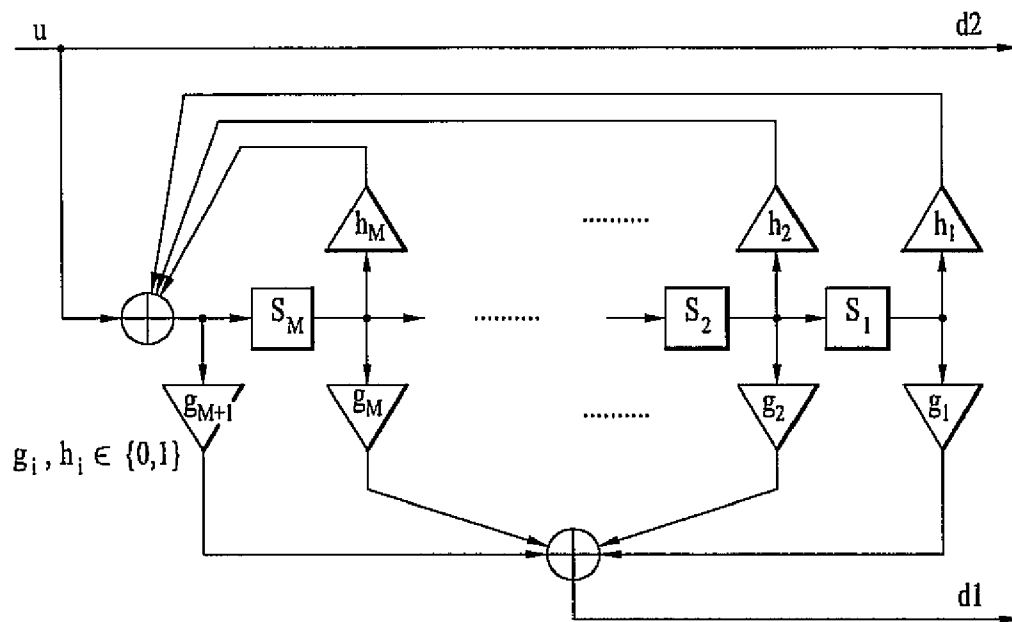 u d2
h_M ........ h_2 h_1
S_M ........ S_2 S_1
g_{M+1} g_M ........ g_2 g_1
g_i , h_i ∈ {0,1}
d1